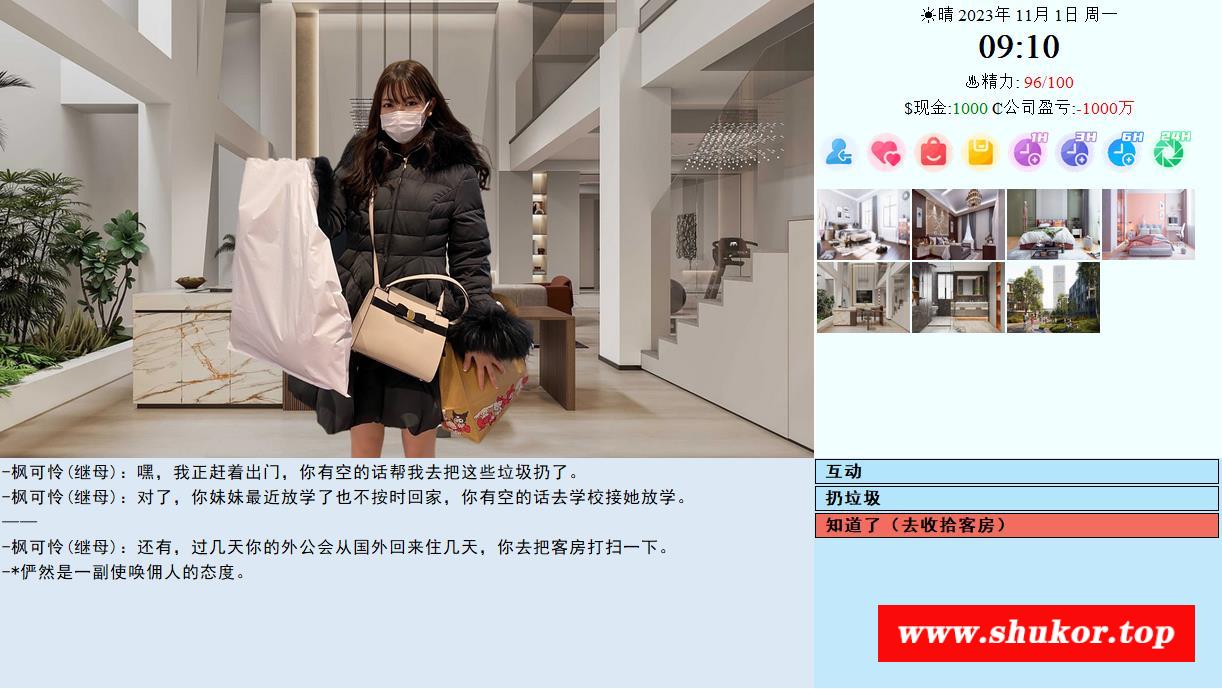 ☀晴 2023年 11月 1日 周一
09:10
♨精力: 96/100
$现金:1000 ₵公司盈亏:-1000万
1H 3H 6H 24H
-枫可怜(继母): 嘿, 我正赶着出门, 你有空的话帮我去把这些垃圾扔了。
-枫可怜(继母): 对了, 你妹妹最近放学了也不按时回家, 你有空的话去学校接她放学。
——
-枫可怜(继母): 还有, 过几天你的外公会从国外回来住几天, 你去把客房打扫一下。
-*俨然是一副使唤佣人的态度。
互动
扔垃圾
知道了（去收拾客房）
www.shukor.top